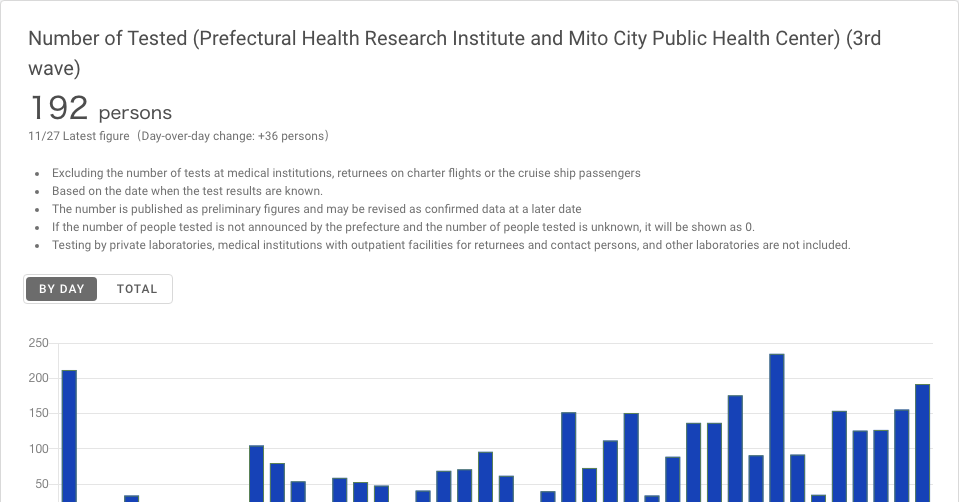 Number of Tested (Prefectural Health Research Institute and Mito City Public Health Center) (3rd
wave)
192 persons
11/27 Latest figure（Day-over-day change: +36 persons）
Excluding the number of tests at medical institutions, returnees on charter flights or the cruise ship passengers
Based on the date when the test results are known.
The number is published as preliminary figures and may be revised as confirmed data at a later date
If the number of people tested is not announced by the prefecture and the number of people tested is unknown, it will be shown as 0.
Testing by private laboratories, medical institutions with outpatient facilities for returnees and contact persons, and other laboratories are not included.
BY DAY TOTAL
250
200
150
100
50